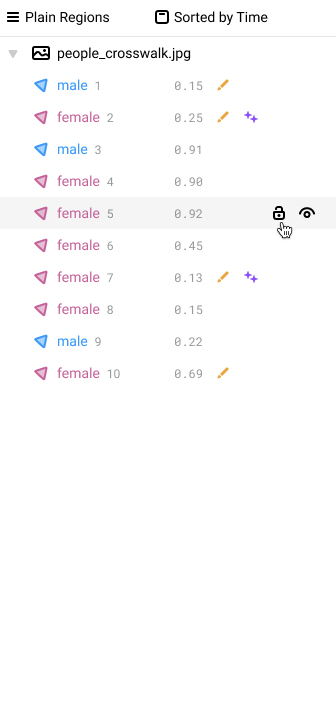 Plain Regions Sorted by Time
people_crosswalk.jpg
male 1 0.15
female 2 0.25
male 3 0.91
female 4 0.90
female 5 0.92
female 6 0.45
female 7 0.13
female 8 0.15
male 9 0.22
female 10 0.69